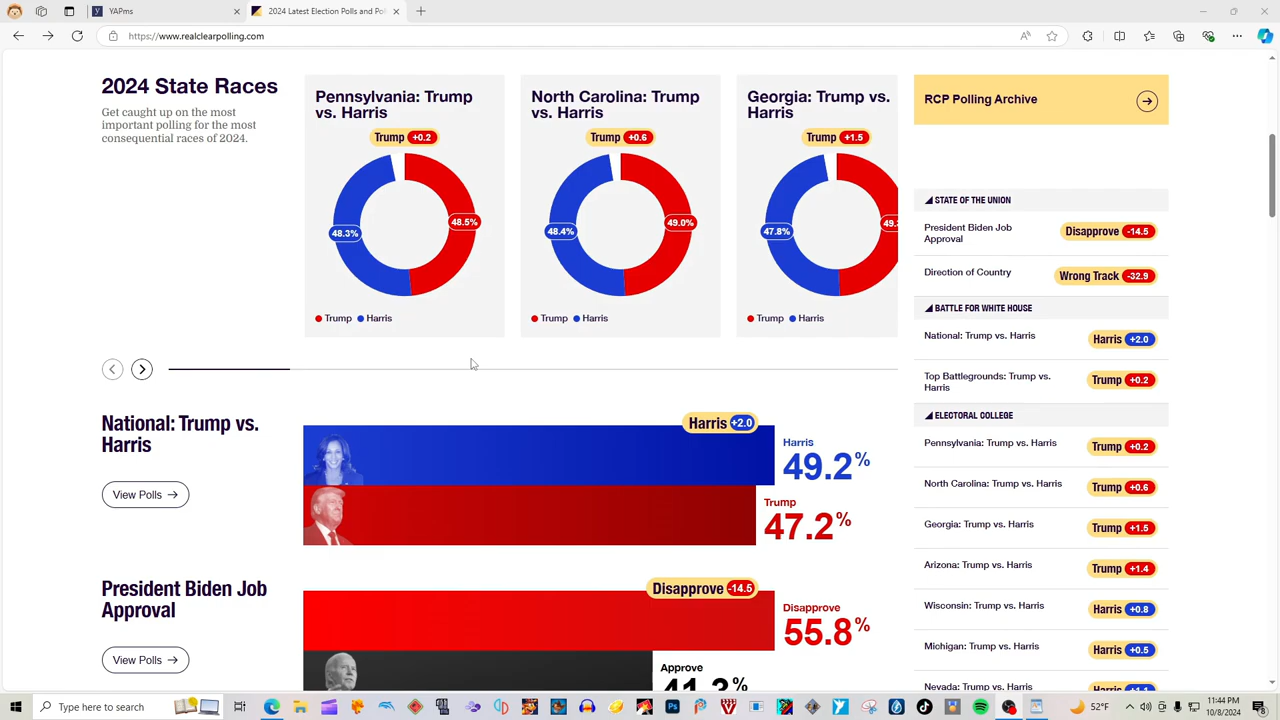 YAPms
2024 Latest Election Polls and Pol
https://www.realclearpolling.com
2024 State Races
Get caught up on the most
important polling for the most
consequential races of 2024.
Pennsylvania: Trump
vs. Harris
Trump +0.2
48.3%
48.5%
Trump Harris
North Carolina: Trump
vs. Harris
Trump +0.6
48.4%
49.0%
Trump Harris
Georgia: Trump vs.
Harris
Trump +1.5
47.8%
49.
Trump Harris
National: Trump vs.
Harris
View Polls →
Harris +2.0
Harris
49.2%
Trump
47.2%
President Biden Job
Approval
View Polls →
Disapprove -14.5
Disapprove
55.8%
Approve
41.3%
RCP Polling Archive
STATE OF THE UNION
President Biden Job
Approval
Disapprove -14.5
Direction of Country
Wrong Track -32.9
BATTLE FOR WHITE HOUSE
National: Trump vs. Harris
Harris +2.0
Top Battlegrounds: Trump vs.
Harris
Trump +0.2
ELECTORAL COLLEGE
Pennsylvania: Trump vs. Harris
Trump +0.2
North Carolina: Trump vs. Harris
Trump +0.6
Georgia: Trump vs. Harris
Trump +1.5
Arizona: Trump vs. Harris
Trump +1.4
Wisconsin: Trump vs. Harris
Harris +0.8
Michigan: Trump vs. Harris
Harris +0.5
Nevada: Trump vs. Harris
Harris +1.1
Type here to search
52°F
11:44 PM
10/8/2024